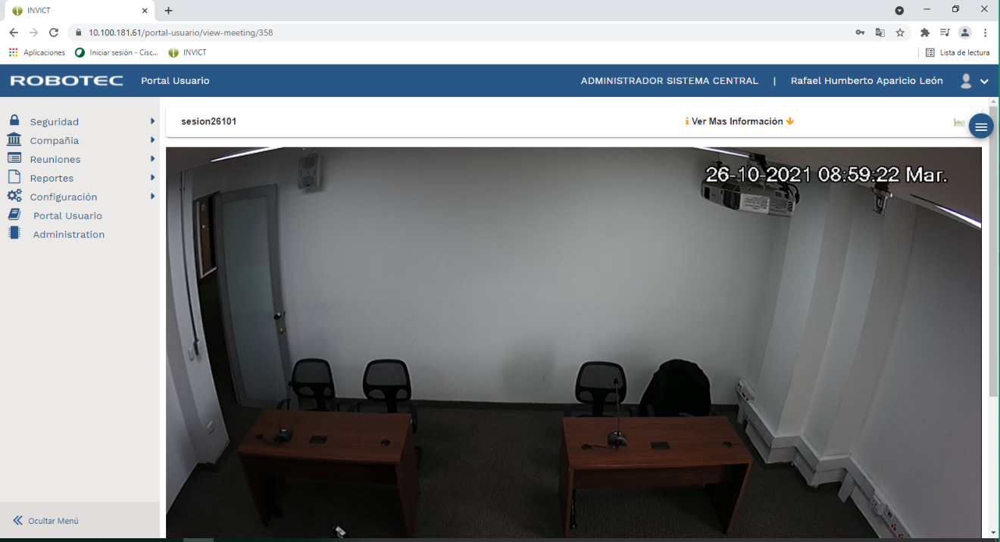 INVICT
10.100.181.61/portal-usuario/view-meeting/358
Aplicaciones
Iniciar sesión - Cisc...
INVICT
Lista de lectura
ROBOTEC
Portal Usuario
ADMINISTRADOR SISTEMA CENTRAL | Rafael Humberto Aparicio León
Seguridad
Compañia
Reuniones
Reportes
Configuración
Portal Usuario
Administration
Ocultar Menú
sesion26101
Ver Mas Información
26-10-2021 08:59:22 Mar.